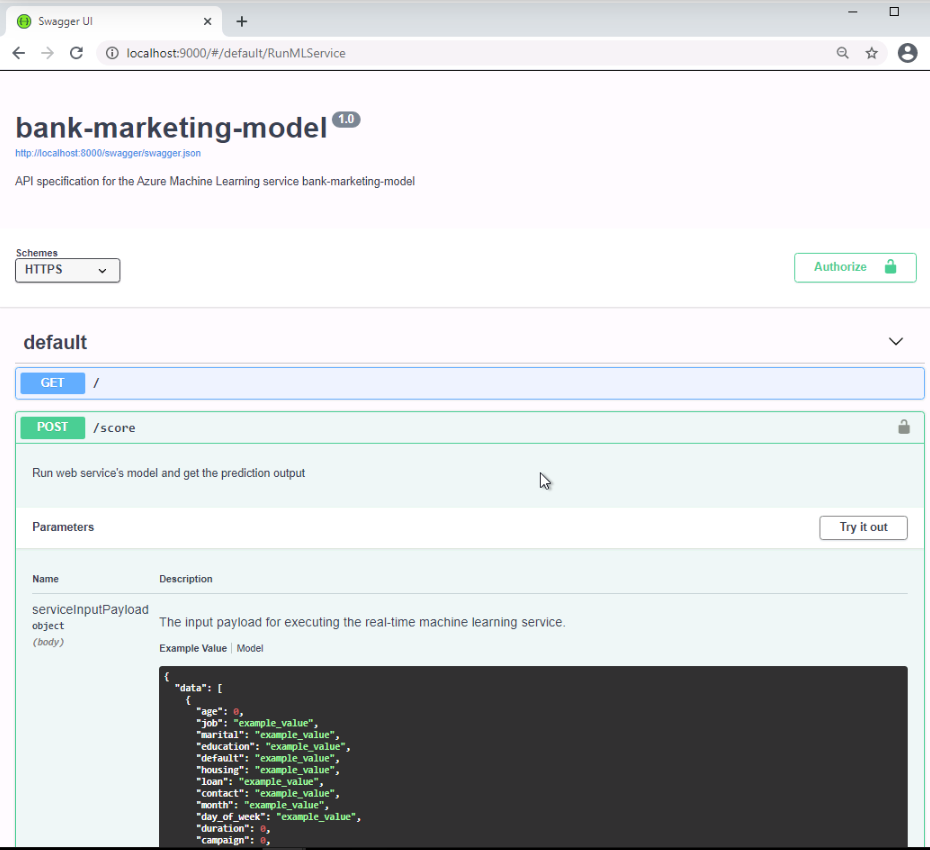 Swagger UI
localhost:9000/#/default/RunMLService
bank-marketing-model 1.0
http://localhost:8000/swagger/swagger.json
API specification for the Azure Machine Learning service bank-marketing-model
Schemes
HTTPS
Authorize
default
GET /
POST /score
Run web service's model and get the prediction output
Parameters
Try it out
Name Description
serviceInputPayload
object
(body)
The input payload for executing the real-time machine learning service.
Example Value | Model
{
"data": [
{
"age": 0,
"job": "example_value",
"marital": "example_value",
"education": "example_value",
"default": "example_value",
"housing": "example_value",
"loan": "example_value",
"contact": "example_value",
"month": "example_value",
"day_of_week": "example_value",
"duration": 0,
"campaign": 0,